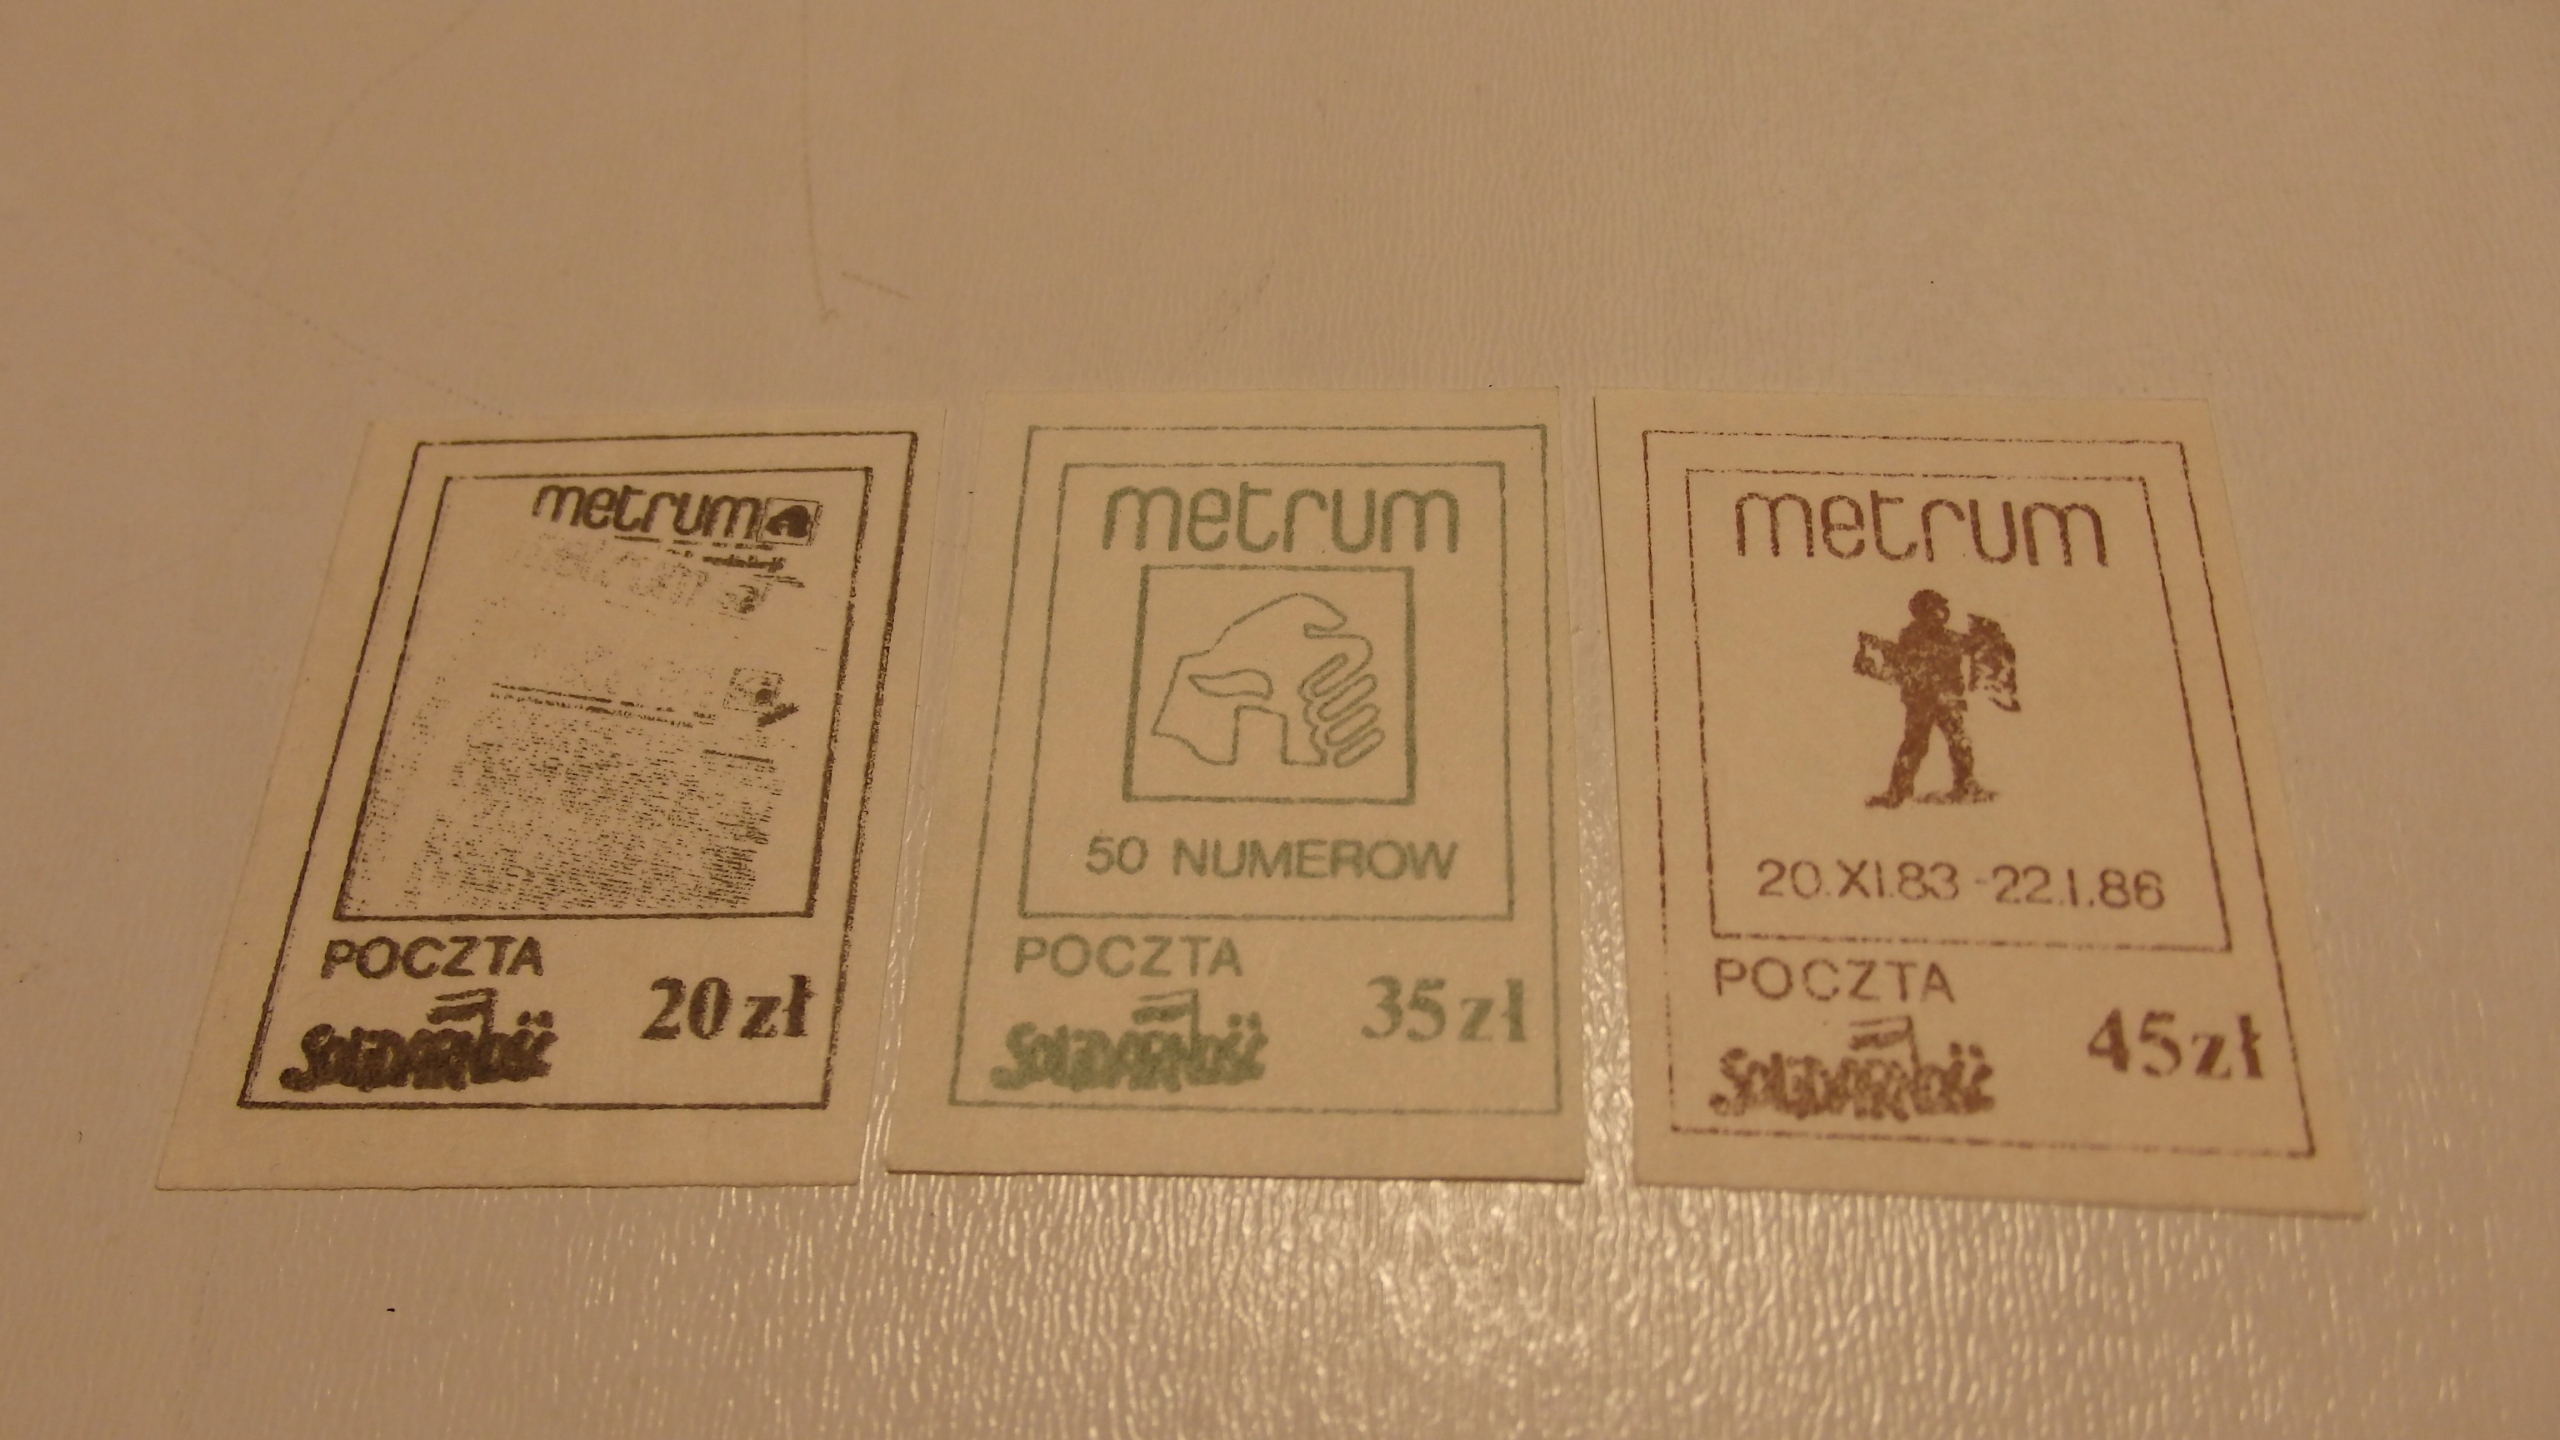 metrum
POCZTA
Solidarność
20 zł
metrum
50 NUMEROW
POCZTA
Solidarność
35 zł
metrum
20.XI.83-22.I.86
POCZTA
Solidarność
45 zł